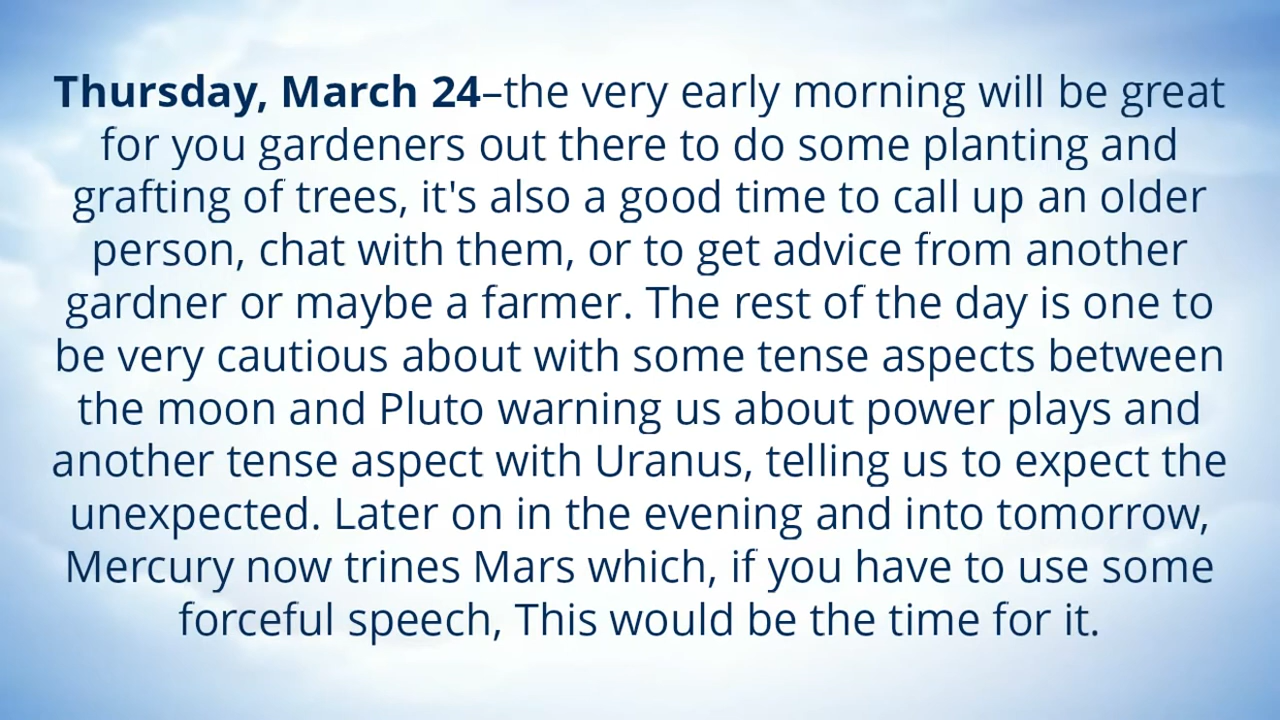 Thursday, March 24–the very early morning will be great
for you gardeners out there to do some planting and
grafting of trees, it's also a good time to call up an older
person, chat with them, or to get advice from another
gardner or maybe a farmer. The rest of the day is one to
be very cautious about with some tense aspects between
the moon and Pluto warning us about power plays and
another tense aspect with Uranus, telling us to expect the
unexpected. Later on in the evening and into tomorrow,
Mercury now trines Mars which, if you have to use some
forceful speech, This would be the time for it.